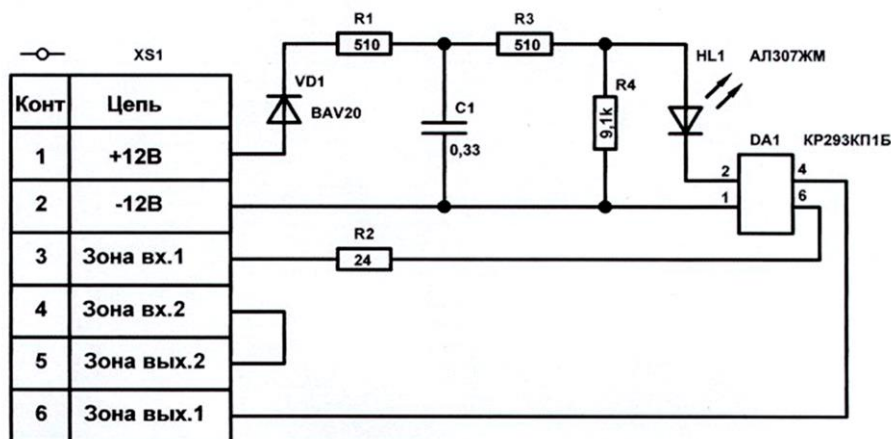 R1
R3
XS1
510
510
HL1
АЛ307ЖМ
VD1
R4
Конт
Цепь
BAV20
C1
9,1k
0,33
DA1
КР293КП1Б
1
+12В
2
4
2
-12В
1
6
R2
3
Зона вх.1
24
4
Зона вх.2
5
Зона вых.2
6
Зона вых.1